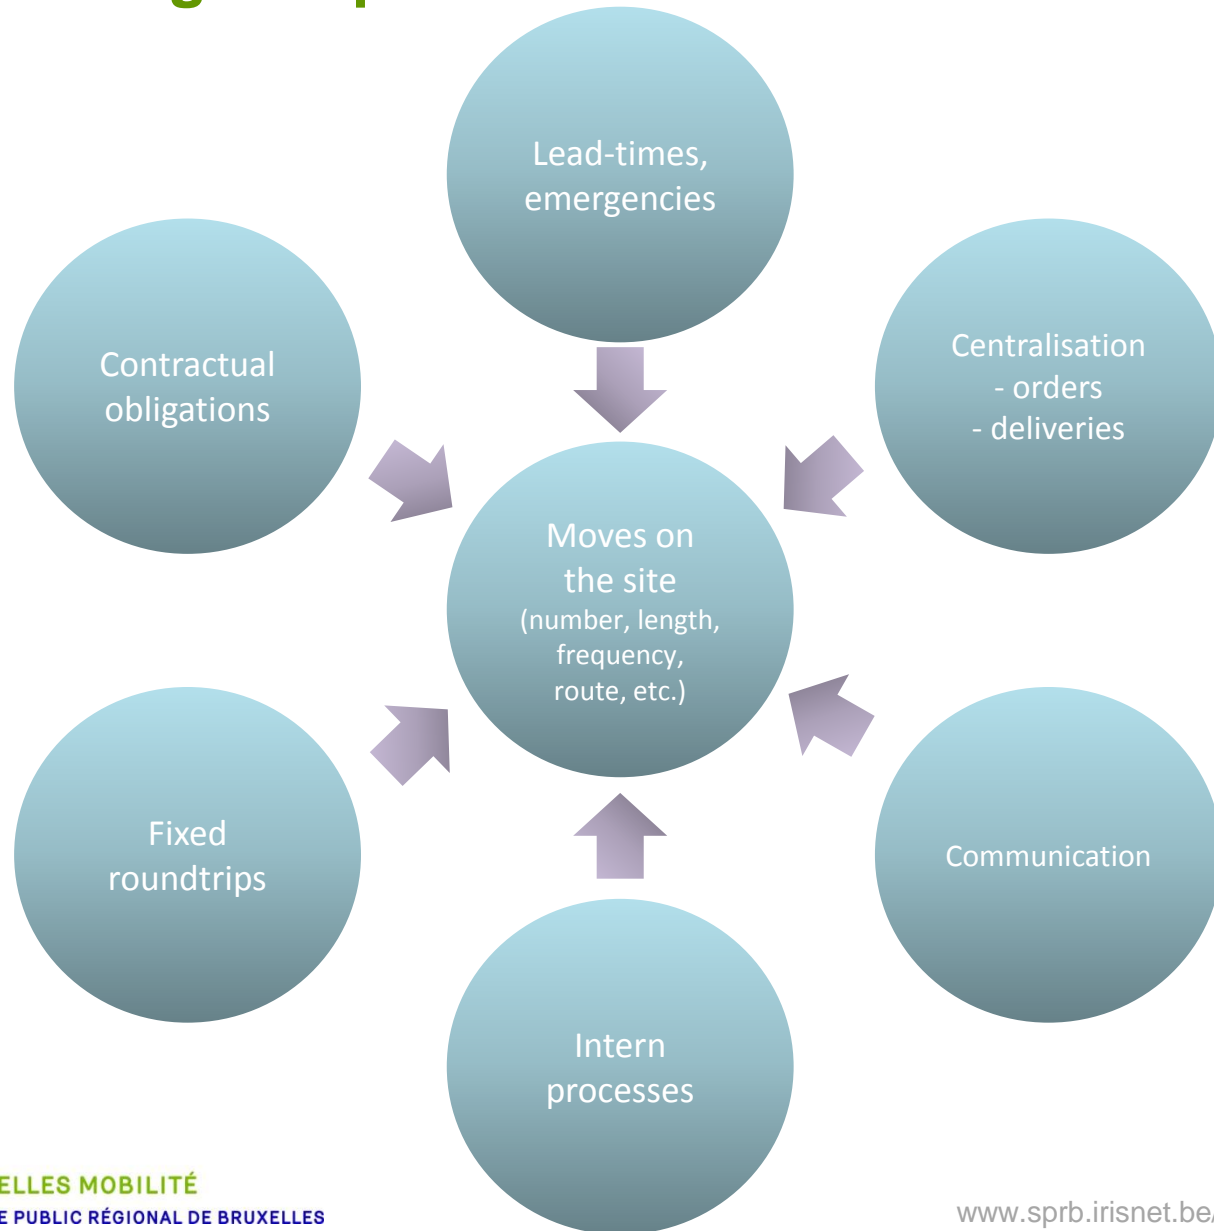 Lead-times,
emergencies
Contractual
obligations
Centralisation
- orders
- deliveries
Moves on
the site
(number, length,
frequency,
route, etc.)
Fixed
roundtrips
Communication
Intern
processes
ELLES MOBILITÉ
E PUBLIC RÉGIONAL DE BRUXELLES
www.sprb.irisnet.be/